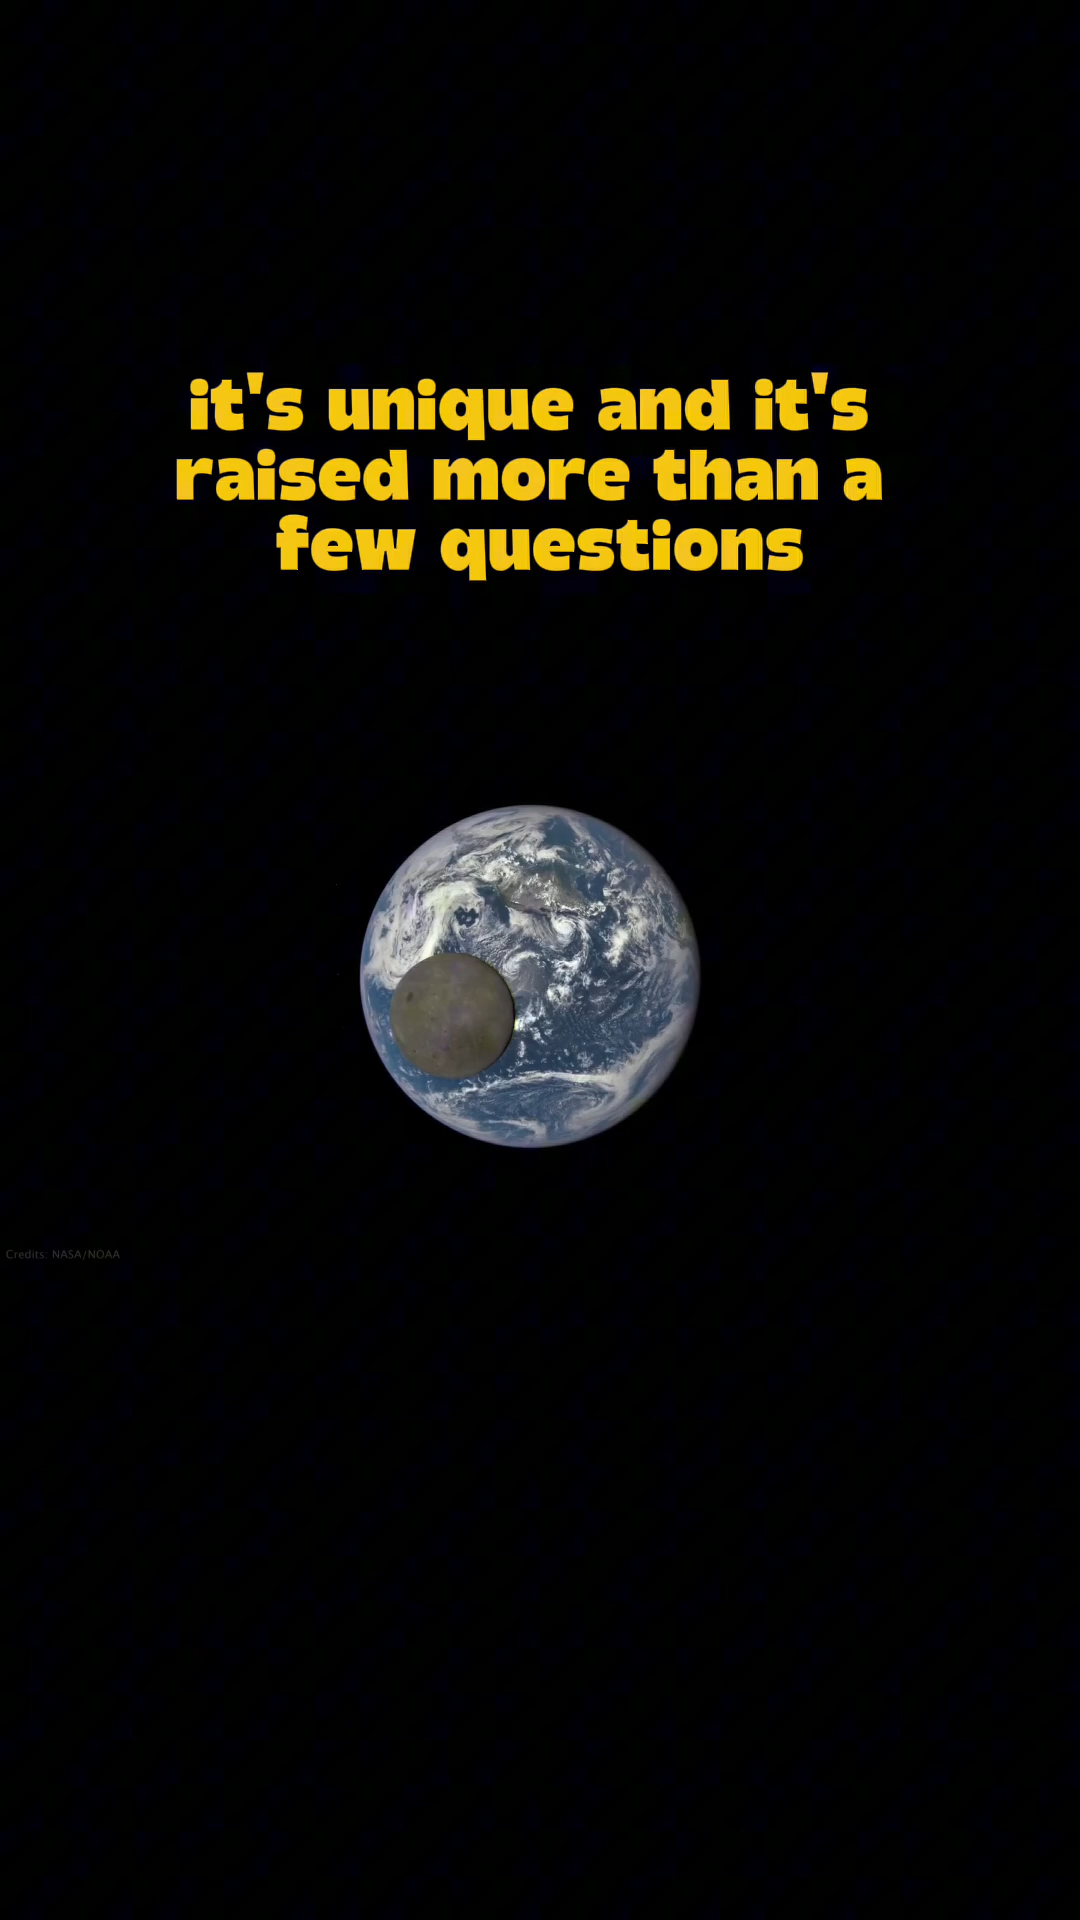 it's unique and it's
raised more than a
few questions
Credits: NASA/NOAA